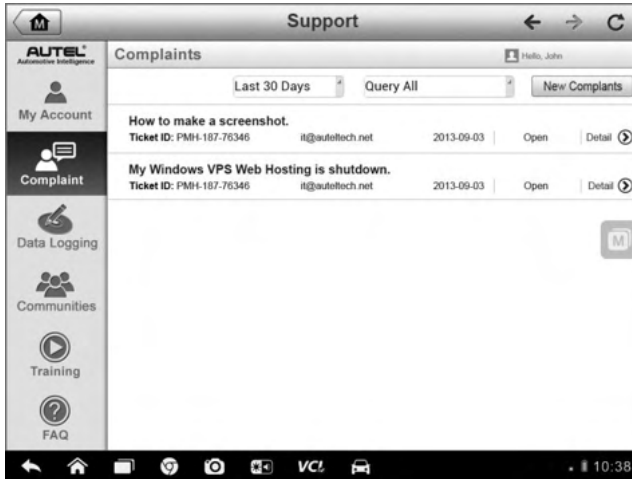 M
Support
AUTEL
Automotive Intelligence
Complaints
Hello, John
Last 30 Days
Query All
New Complants
My Account
Complaint
Data Logging
Communities
Training
FAQ
How to make a screenshot.
Ticket ID: PMH-187-76346 it@auteltech.net 2013-09-03 Open Detail
My Windows VPS Web Hosting is shutdown.
Ticket ID: PMH-187-76346 it@auteltech.net 2013-09-03 Open Detail
M
VCI
10:38